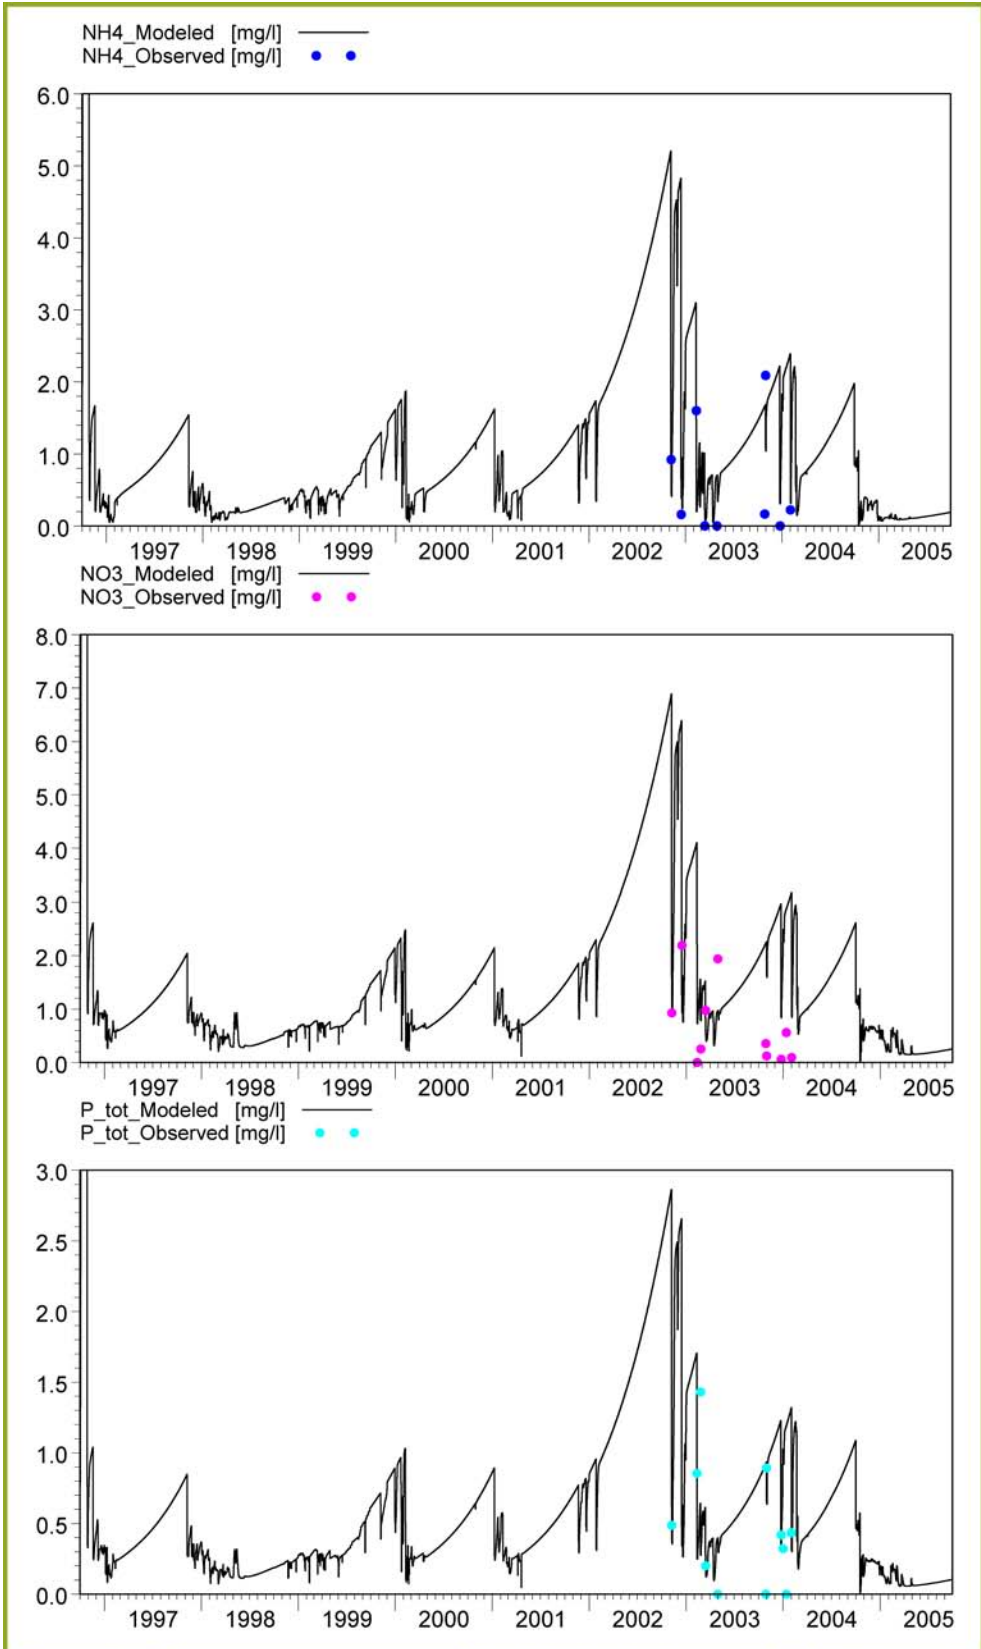 NH4_Modeled [mg/l]
NH4_Observed [mg/l]
6.0
5.0
4.0
3.0
2.0
1.0
0.0
1997 1998 1999 2000 2001 2002 2003 2004 2005
NO3_Modeled [mg/l]
NO3_Observed [mg/l]
8.0
7.0
6.0
5.0
4.0
3.0
2.0
1.0
0.0
1997 1998 1999 2000 2001 2002 2003 2004 2005
P_tot_Modeled [mg/l]
P_tot_Observed [mg/l]
3.0
2.5
2.0
1.5
1.0
0.5
0.0
1997 1998 1999 2000 2001 2002 2003 2004 2005